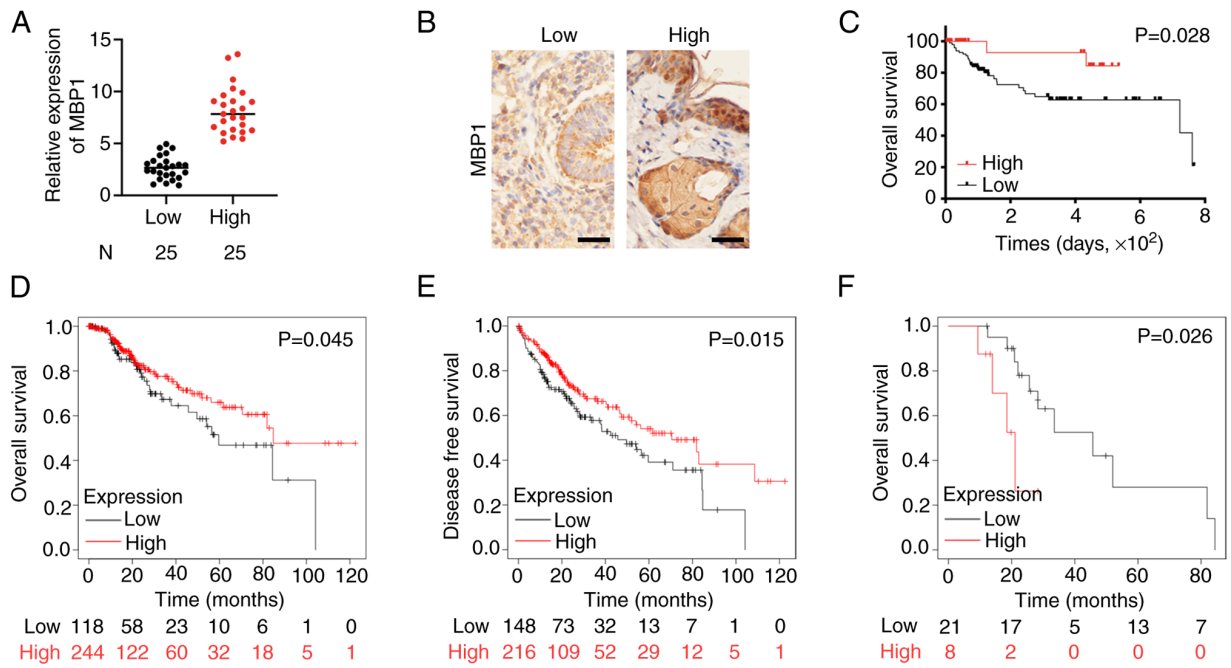 A
Relative expression
of MBP1
15
10
5
0
Low
High
N
25
25
B
Low
High
MBP1
C
P=0.028
Overall survival
100
80
60
40
20
0
High
Low
0
2
4
6
8
Times (days, ×10²)
D
P=0.045
Overall survival
1.0
0.8
0.6
0.4
0.2
0.0
Expression
Low
High
0 20 40 60 80 100 120
Time (months)
Low 118 58 23 10 6 1 0
High 244 122 60 32 18 5 1
E
P=0.015
Disease free survival
1.0
0.8
0.6
0.4
0.2
0.0
Expression
Low
High
0 20 40 60 80 100 120
Time (months)
Low 148 73 32 13 7 1 0
High 216 109 52 29 12 5 1
F
P=0.026
Overall survival
1.0
0.8
0.6
0.4
0.2
0.0
Expression
Low
High
0 20 40 60 80
Time (months)
Low 21 17 5 13 7
High 8 2 0 0 0